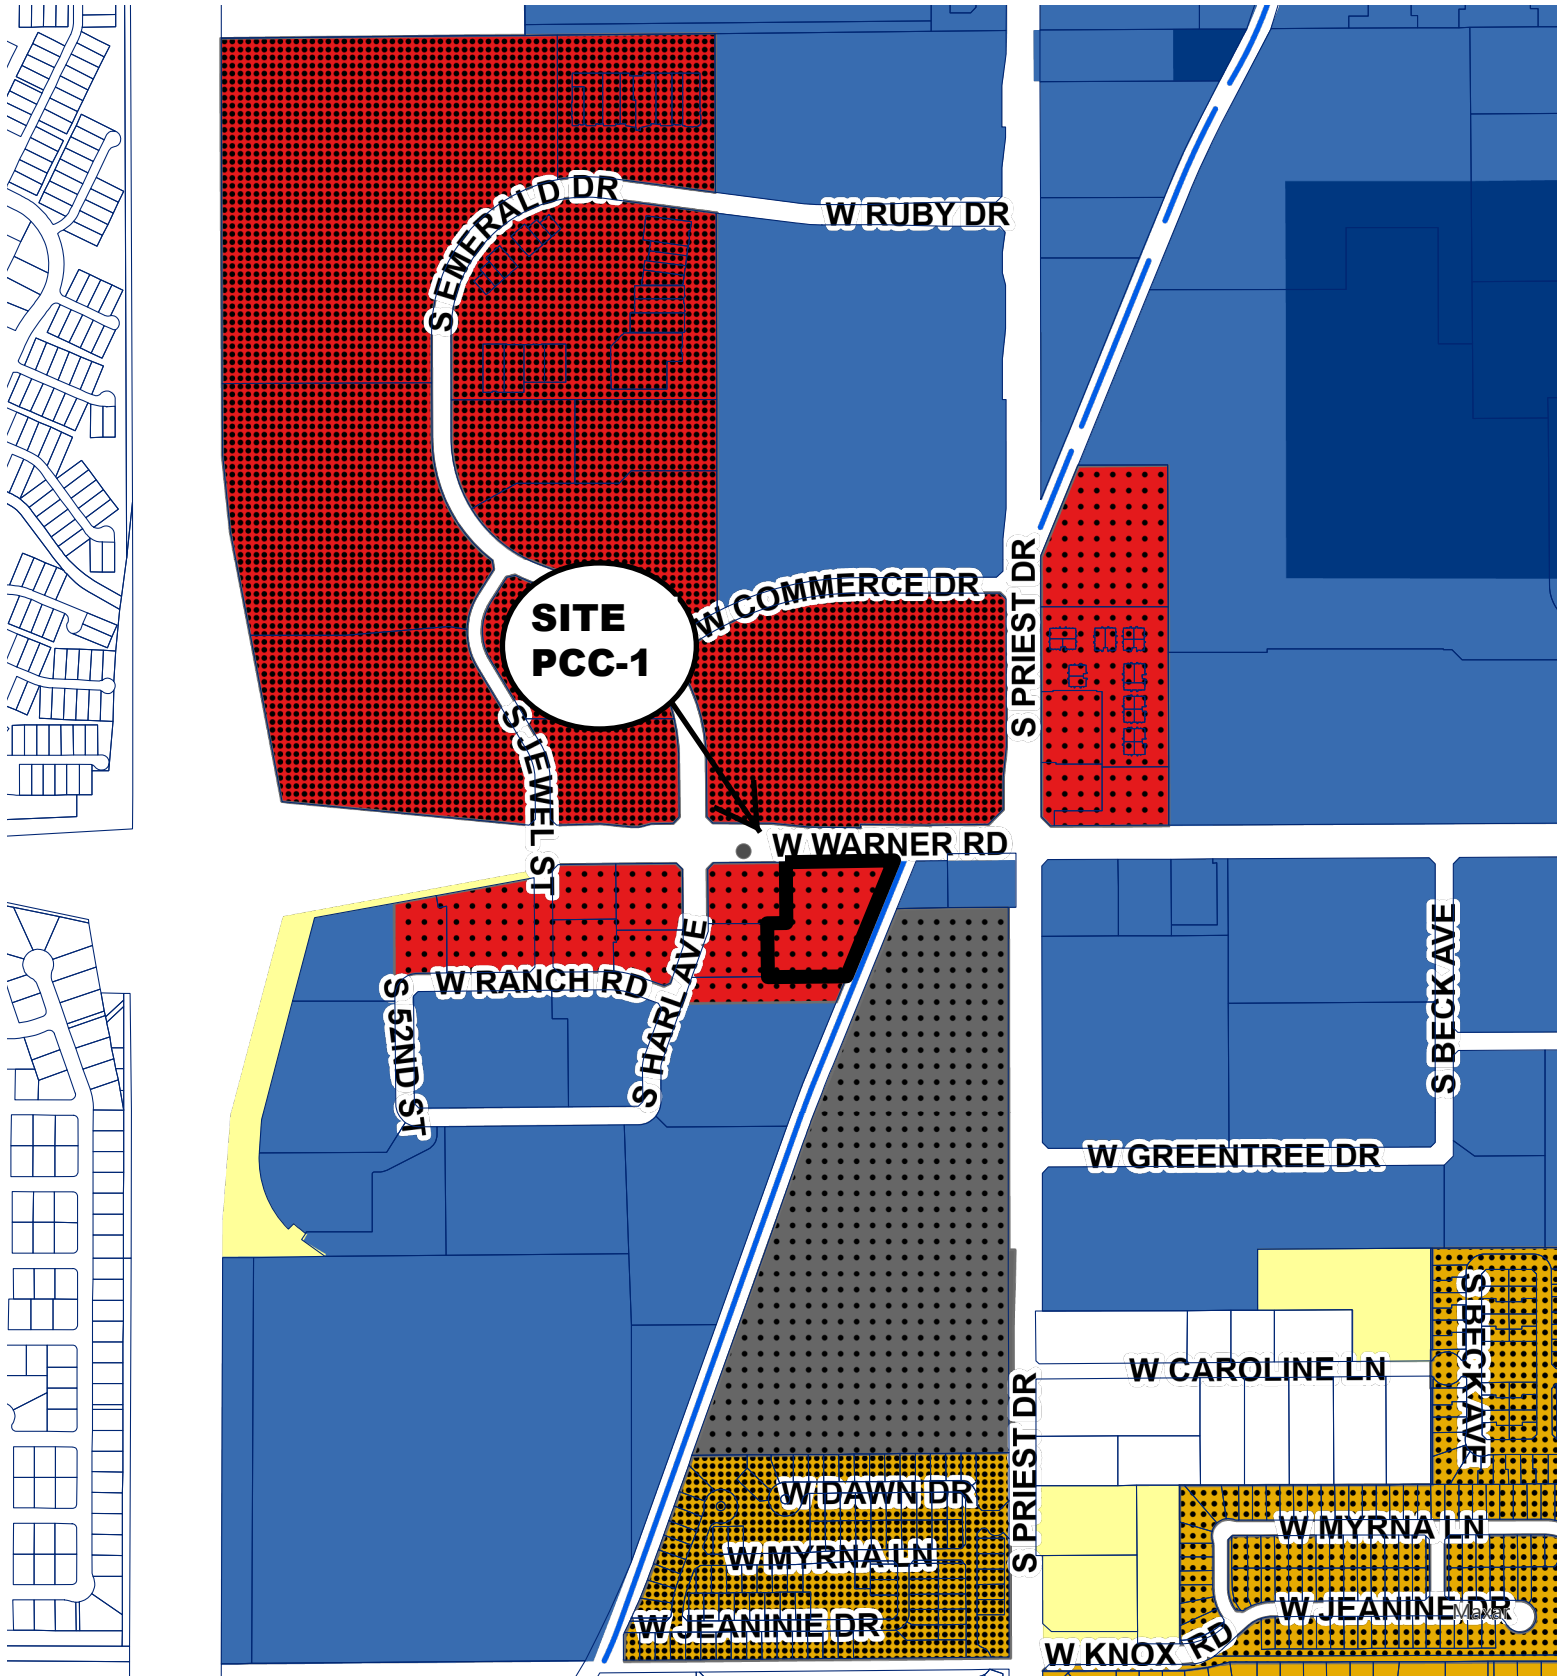 S EMERALD DR
W RUBY DR
W COMMERCE DR
S PRIEST DR
SITE
PCC-1
S JEWEL ST
W WARNER RD
S HARL AVE
W RANCH RD
S 52ND ST
S BECK AVE
W GREENTREE DR
S BECK AVE
W CAROLINE LN
S PRIEST DR
W DAWN DR
W MYRNA LN
W MYRNA LN
W JEANINE DR
Maxar
W JEANINIE DR
W KNOX RD